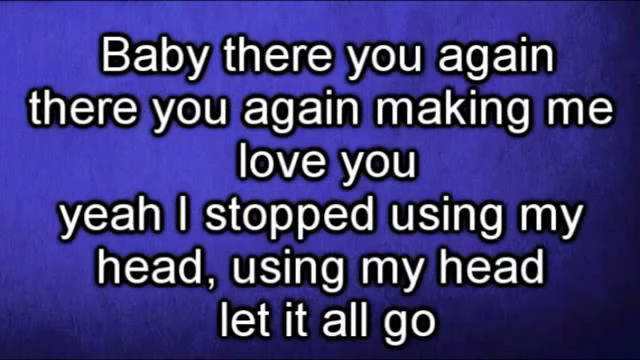 Baby there you again
there you again making me
love you
yeah I stopped using my
head, using my head
let it all go